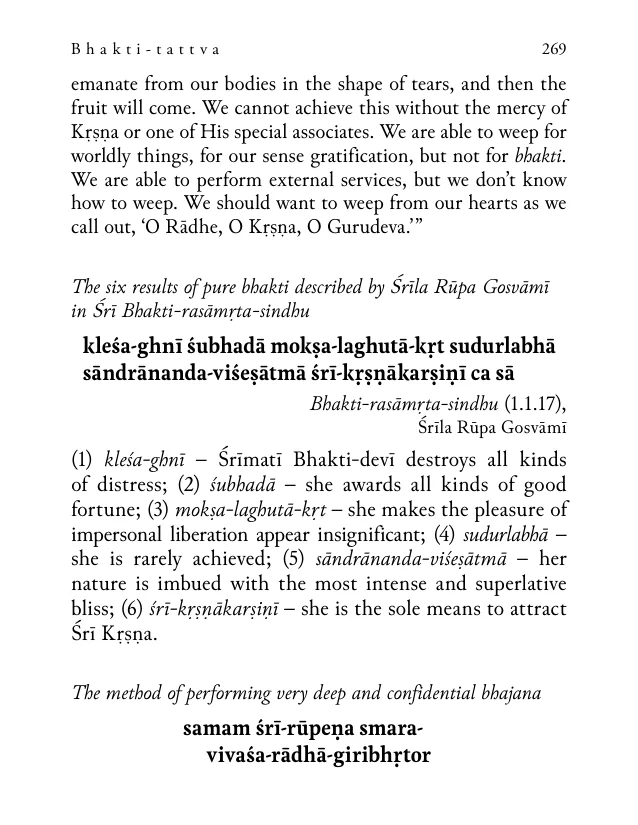 Bhakti-tattva 269
emanate from our bodies in the shape of tears, and then the
fruit will come. We cannot achieve this without the mercy of
Kṛṣṇa or one of His special associates. We are able to weep for
worldly things, for our sense gratification, but not for bhakti.
We are able to perform external services, but we don’t know
how to weep. We should want to weep from our hearts as we
call out, ‘O Rādhe, O Kṛṣṇa, O Gurudeva.’”
The six results of pure bhakti described by Śrīla Rūpa Gosvāmī
in Śrī Bhakti-rasāmṛta-sindhu
kleśa-ghnī śubhadā mokṣa-laghutā-kṛt sudurlabhā
sāndrānanda-viśeṣātmā śrī-kṛṣṇākarṣiṇī ca sā
Bhakti-rasāmṛta-sindhu (1.1.17),
Śrīla Rūpa Gosvāmī
(1) kleśa-ghnī – Śrīmatī Bhakti-devī destroys all kinds
of distress; (2) śubhadā – she awards all kinds of good
fortune; (3) mokṣa-laghutā-kṛt – she makes the pleasure of
impersonal liberation appear insignificant; (4) sudurlabhā –
she is rarely achieved; (5) sāndrānanda-viśeṣātmā – her
nature is imbued with the most intense and superlative
bliss; (6) śrī-kṛṣṇākarṣiṇī – she is the sole means to attract
Śrī Kṛṣṇa.
The method of performing very deep and confidential bhajana
samam śrī-rūpeṇa smara-
vivaśa-rādhā-giribhṛtor